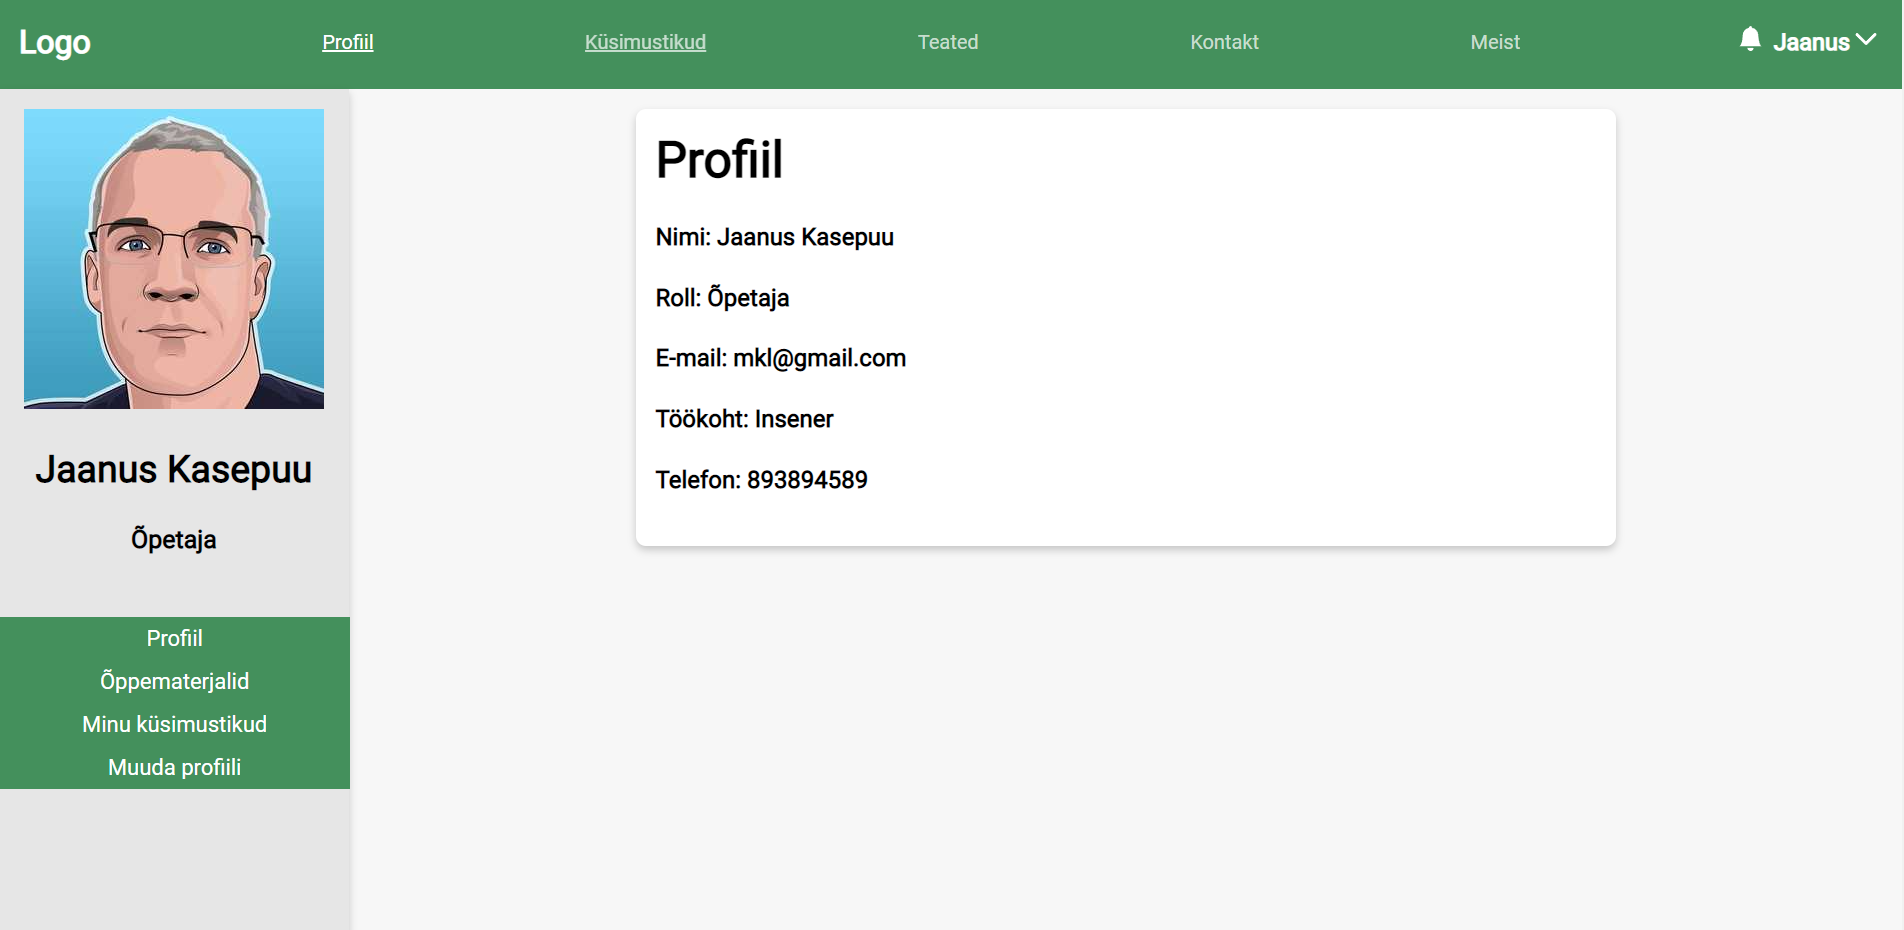 Logo
Profiil
Küsimustikud
Teated
Kontakt
Meist
Jaanus
Jaanus Kasepuu
Õpetaja
Profiil
Õppematerjalid
Minu küsimustikud
Muuda profiili
Profiil
Nimi: Jaanus Kasepuu
Roll: Õpetaja
E-mail: mkl@gmail.com
Töökoht: Insener
Telefon: 893894589